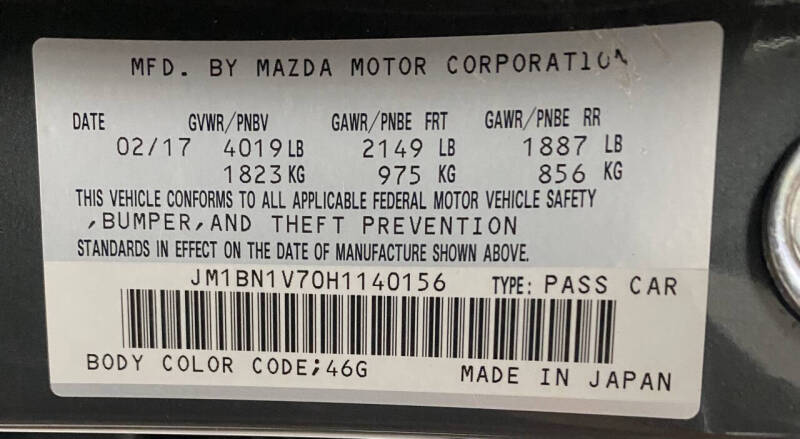 MFD. BY MAZDA MOTOR CORPORATION
DATE GVWR/PNBV GAWR/PNBE FRT GAWR/PNBE RR
02/17 4019 LB 2149 LB 1887 LB
1823 KG 975 KG 856 KG
THIS VEHICLE CONFORMS TO ALL APPLICABLE FEDERAL MOTOR VEHICLE SAFETY
,BUMPER,AND THEFT PREVENTION
STANDARDS IN EFFECT ON THE DATE OF MANUFACTURE SHOWN ABOVE.
JM1BN1V70H1140156 TYPE: PASS CAR
BODY COLOR CODE;46G MADE IN JAPAN